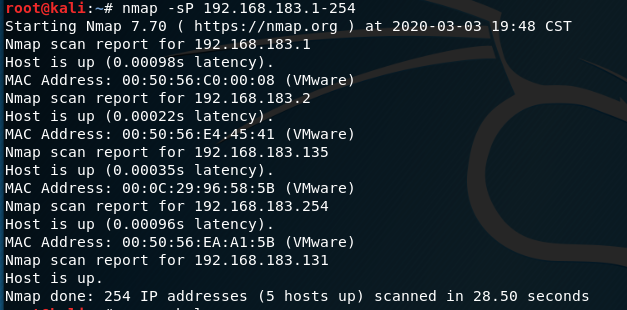 root@kali:~# nmap -sP 192.168.183.1-254
Starting Nmap 7.70 ( https://nmap.org ) at 2020-03-03 19:48 CST
Nmap scan report for 192.168.183.1
Host is up (0.00098s latency).
MAC Address: 00:50:56:C0:00:08 (VMware)
Nmap scan report for 192.168.183.2
Host is up (0.00022s latency).
MAC Address: 00:50:56:E4:45:41 (VMware)
Nmap scan report for 192.168.183.135
Host is up (0.00035s latency).
MAC Address: 00:0C:29:96:58:5B (VMware)
Nmap scan report for 192.168.183.254
Host is up (0.00096s latency).
MAC Address: 00:50:56:EA:A1:5B (VMware)
Nmap scan report for 192.168.183.131
Host is up.
Nmap done: 254 IP addresses (5 hosts up) scanned in 28.50 seconds